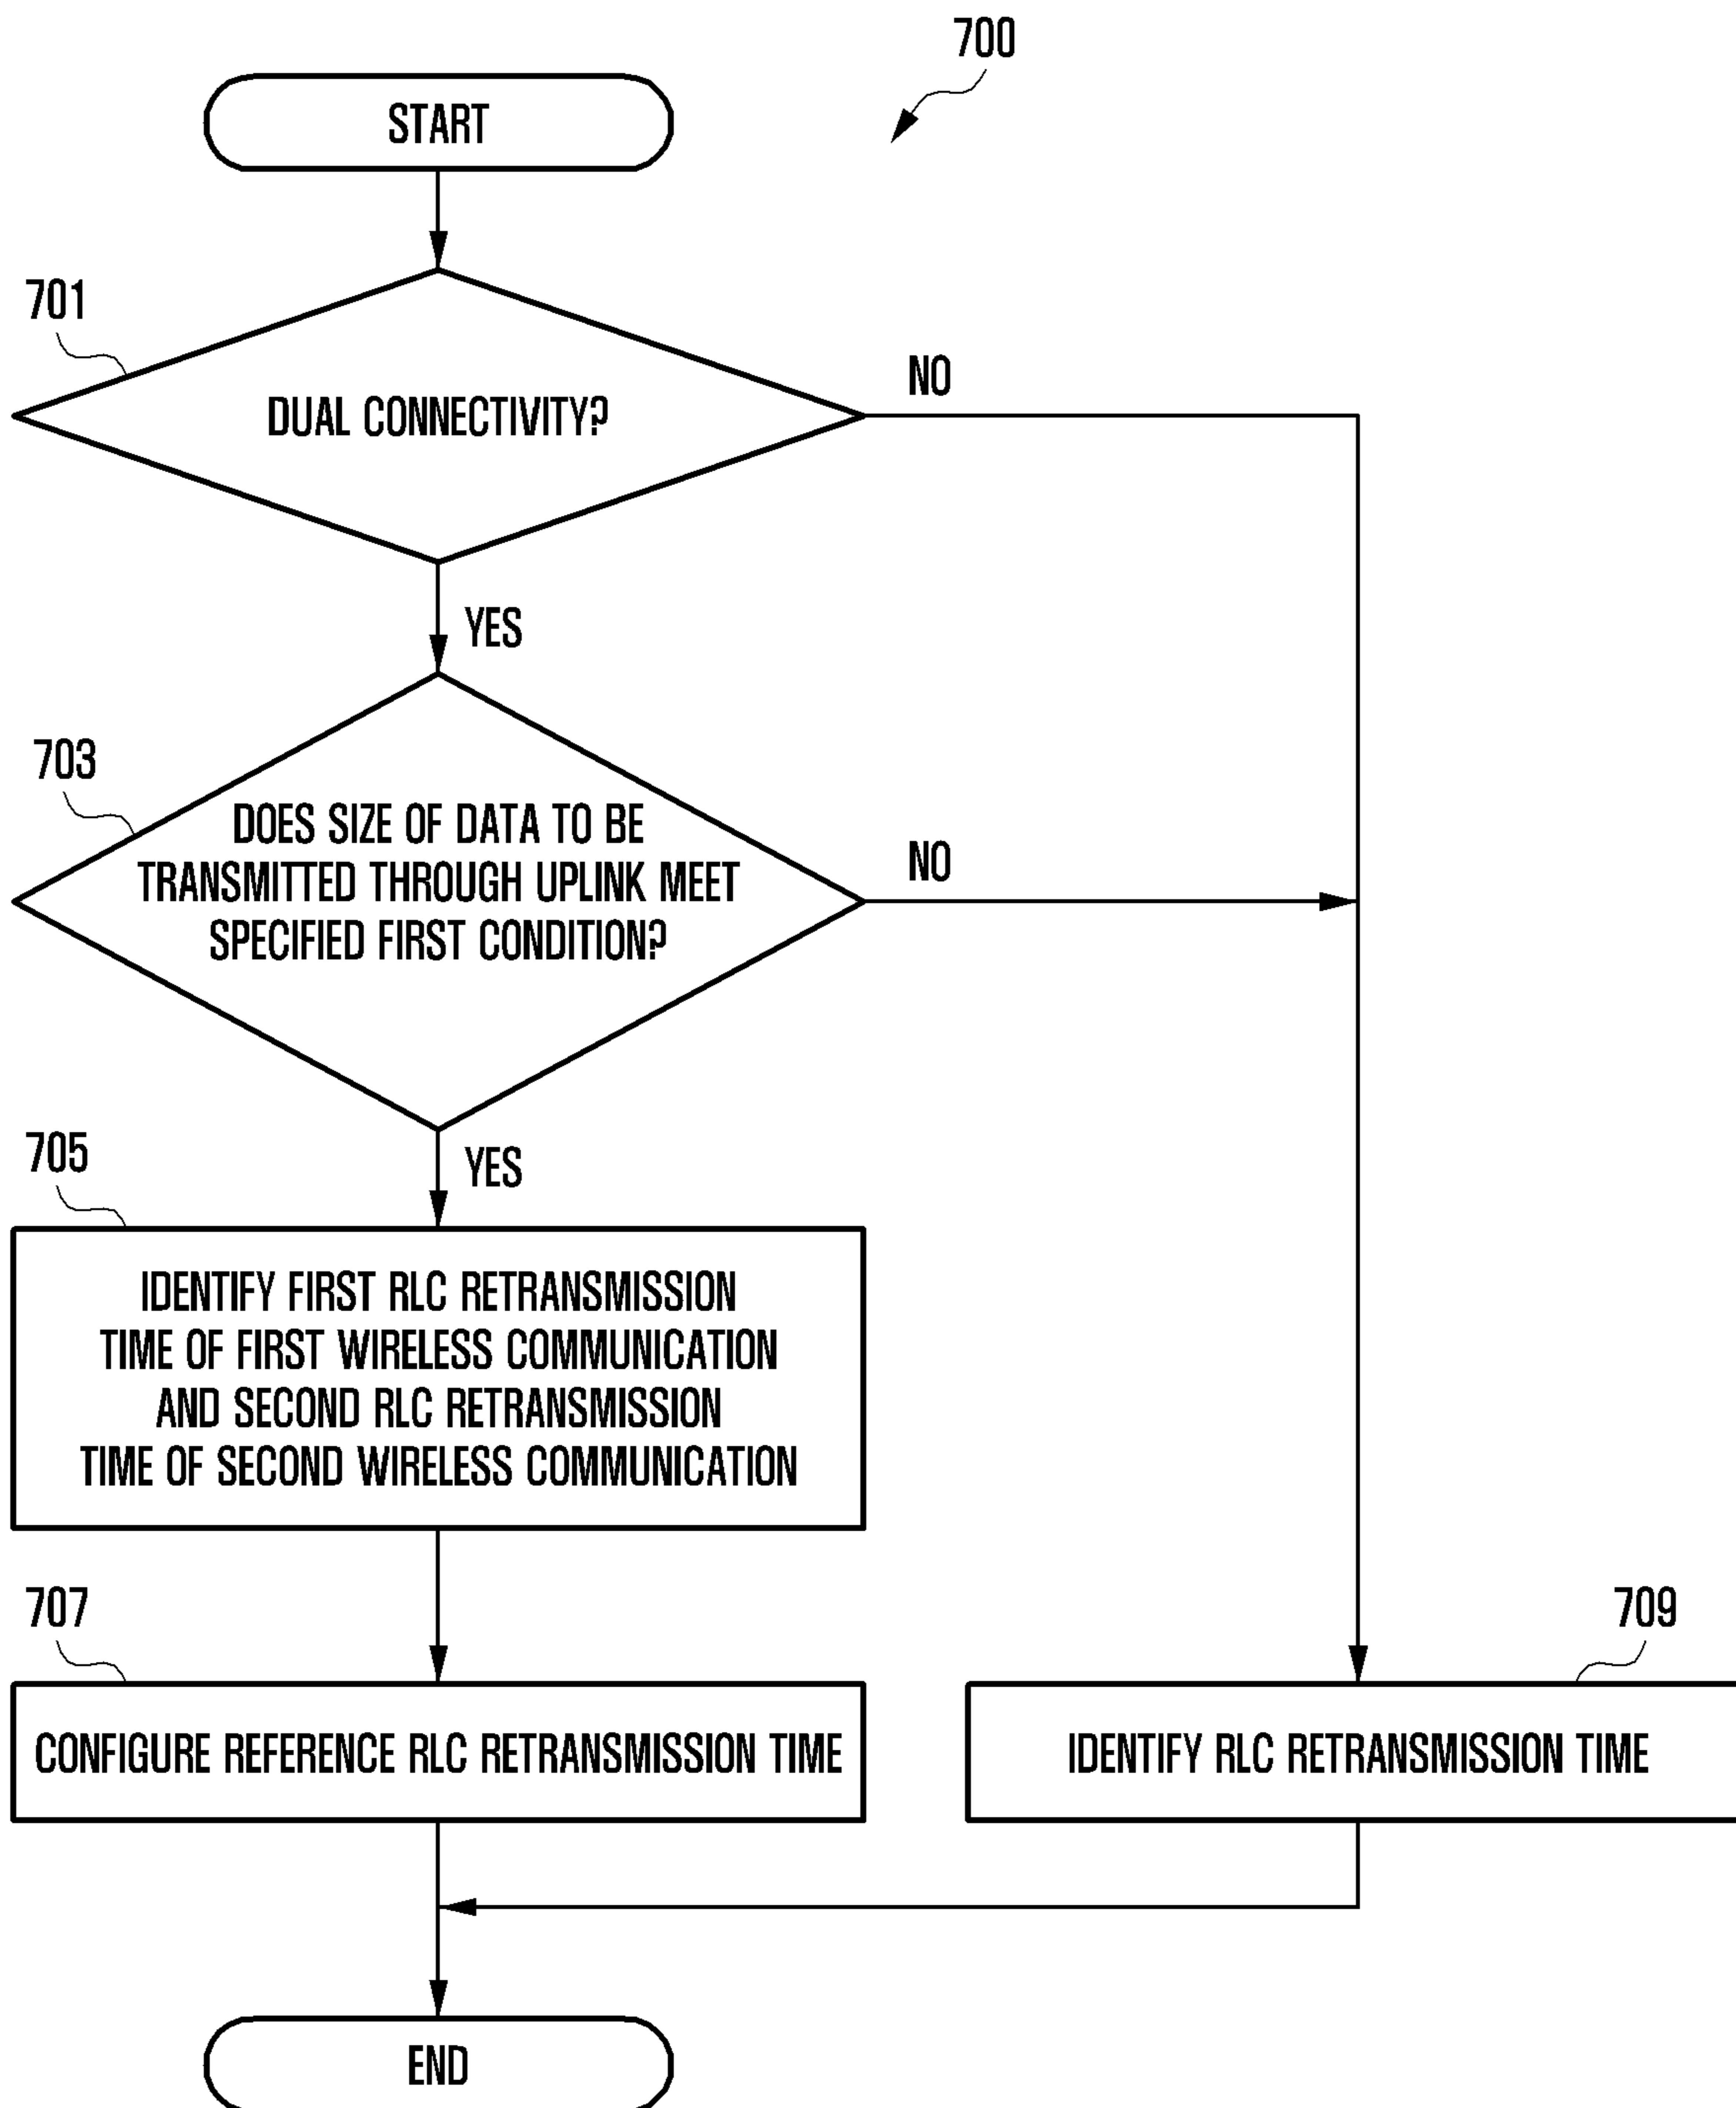 700
START
701
DUAL CONNECTIVITY?
NO
YES
703
DOES SIZE OF DATA TO BE
TRANSMITTED THROUGH UPLINK MEET
SPECIFIED FIRST CONDITION?
NO
YES
705
IDENTIFY FIRST RLC RETRANSMISSION
TIME OF FIRST WIRELESS COMMUNICATION
AND SECOND RLC RETRANSMISSION
TIME OF SECOND WIRELESS COMMUNICATION
707
CONFIGURE REFERENCE RLC RETRANSMISSION TIME
709
IDENTIFY RLC RETRANSMISSION TIME
END